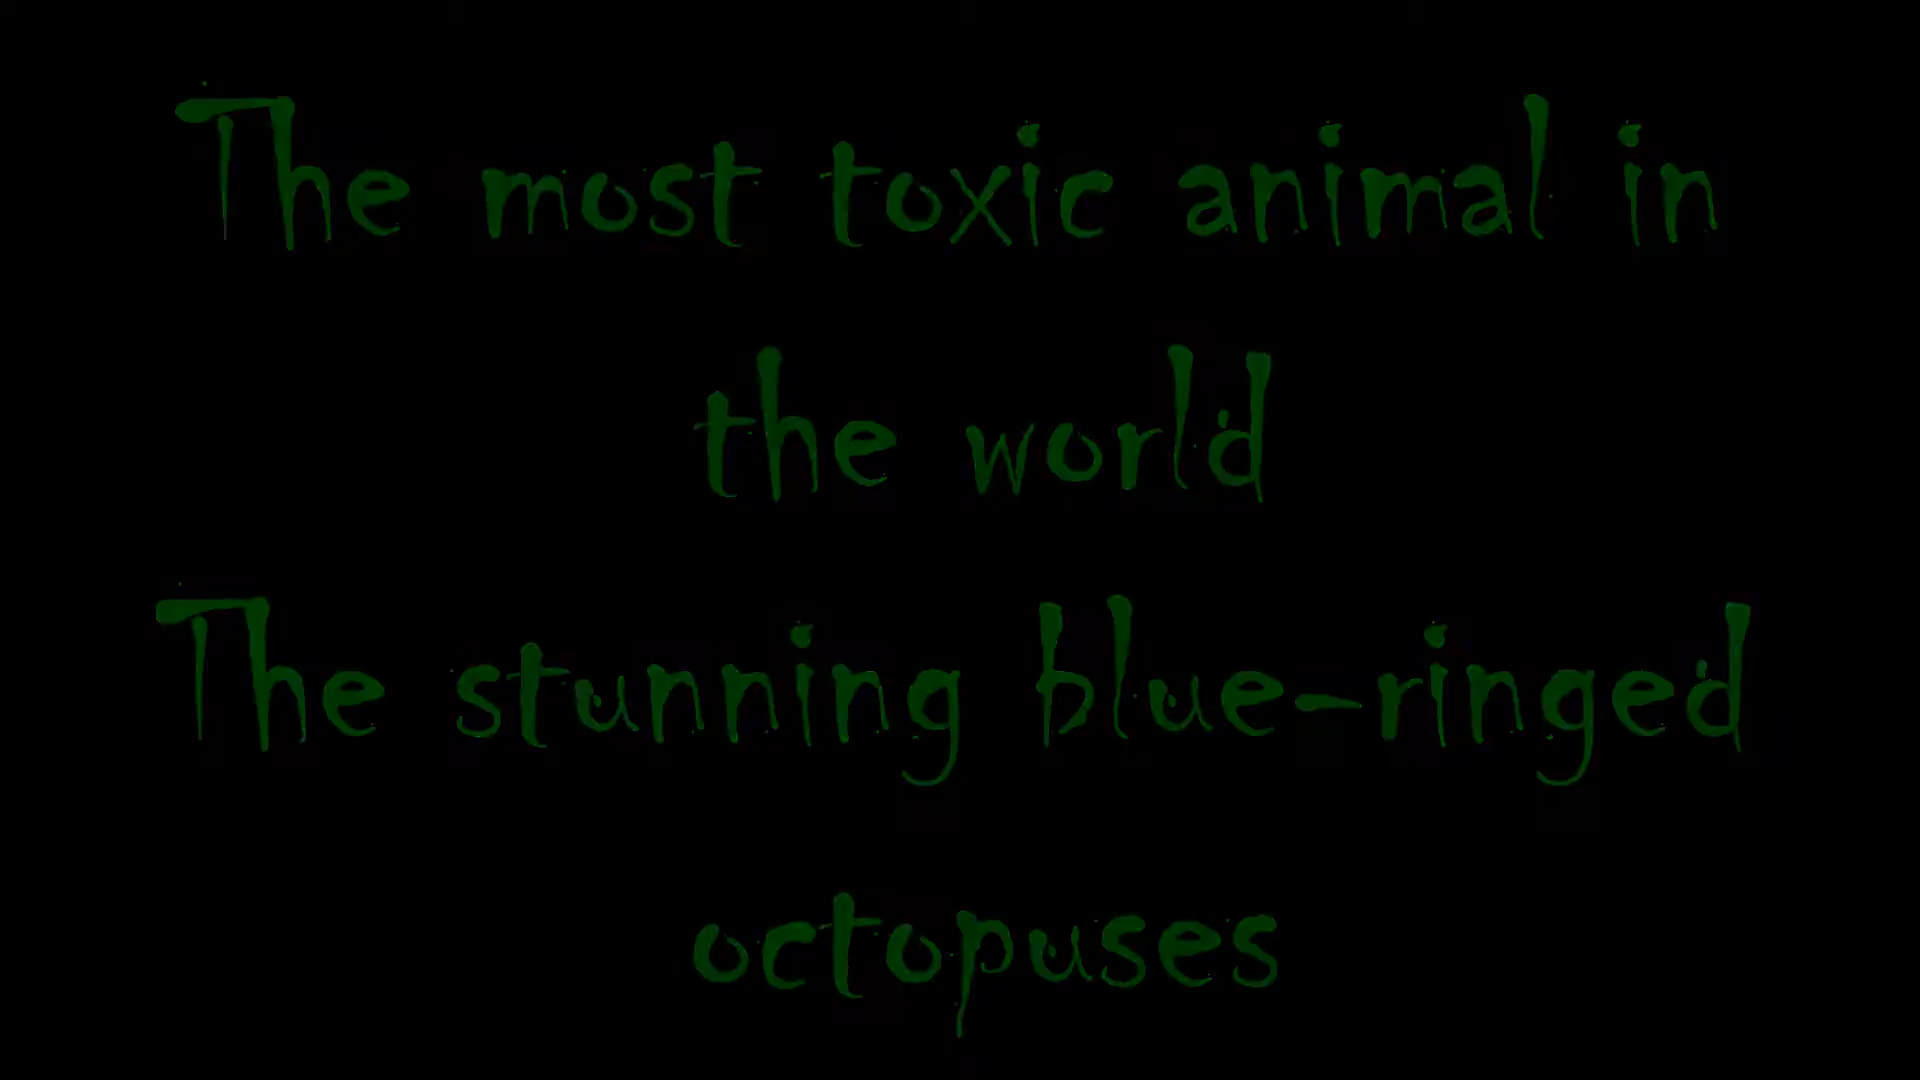 The most toxic animal in
the world
The stunning blue-ringed
octopuses